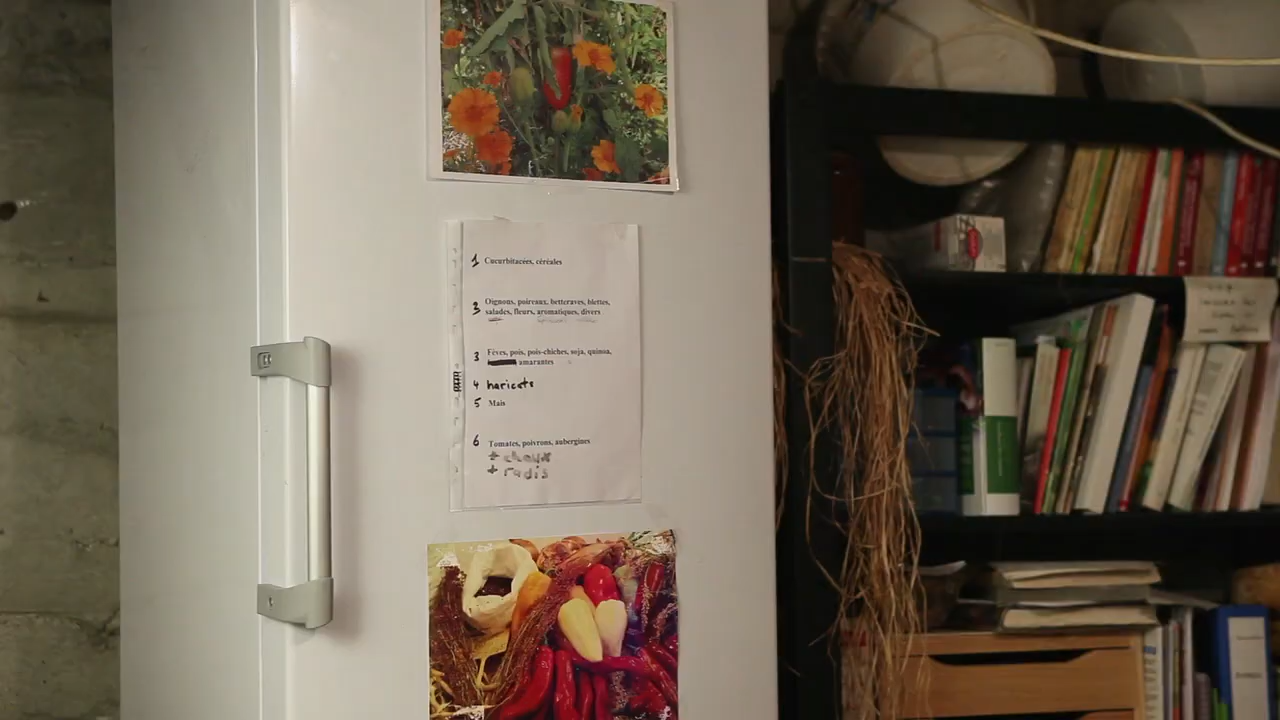 1 Cucurbitacées, céréales
3 Oignons, poireaux, betteraves, blettes,
salades, fleurs, aromatiques, divers
3 Fèves, pois, pois-chiches, soja, quinoa,
amarantes
4 haricots
5 Maïs
6 Tomates, poivrons, aubergines
+ choux
+ radis